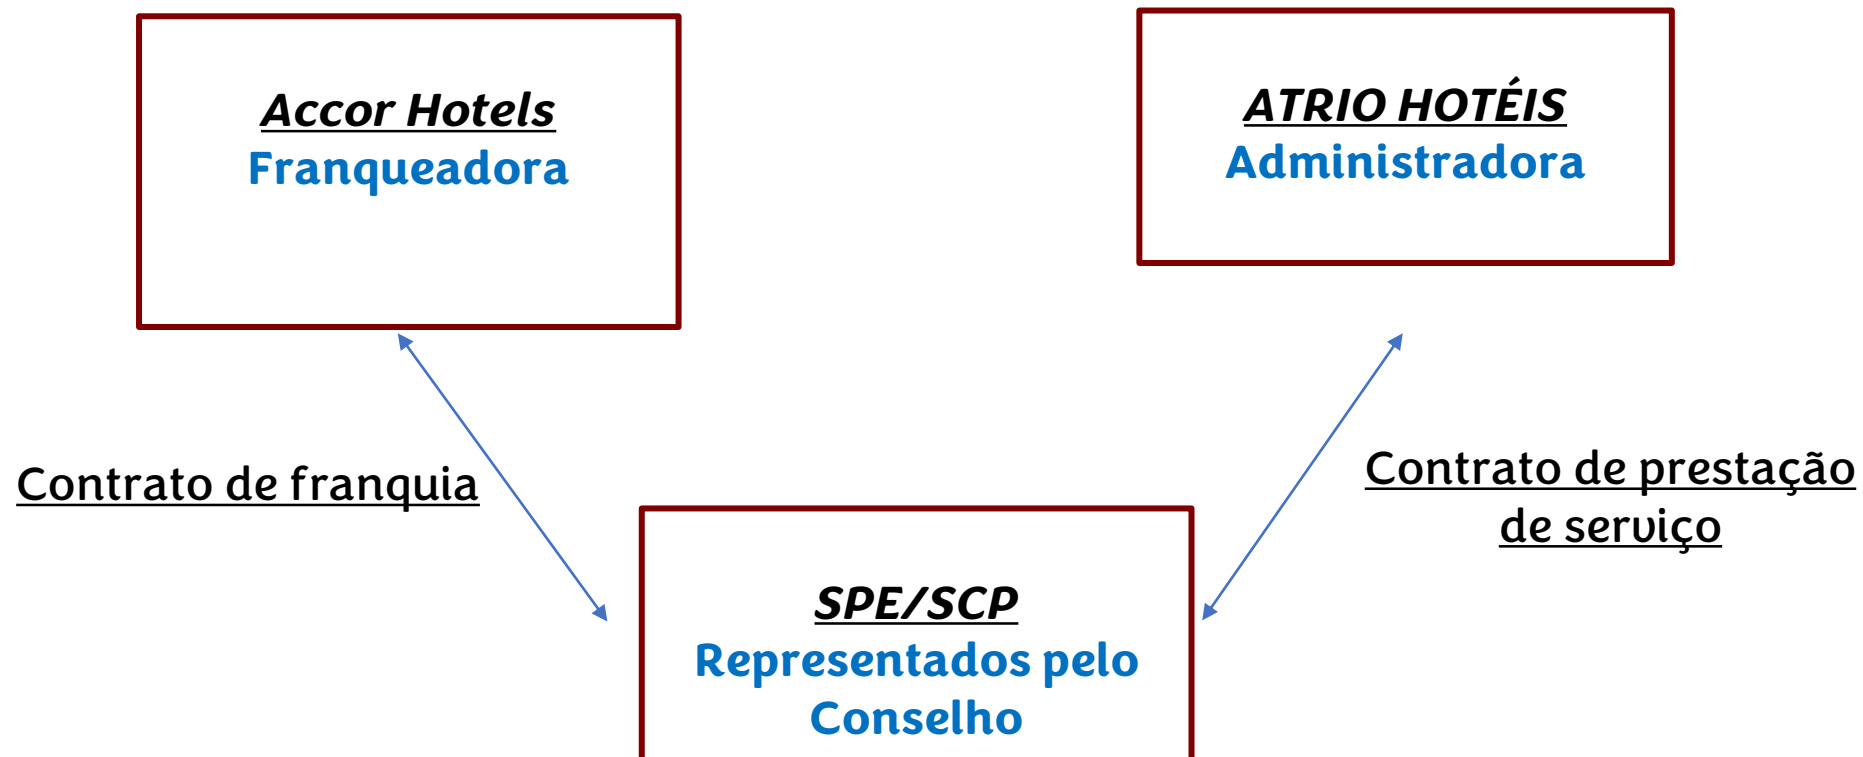 Accor Hotels
Franqueadora
ATRIO HOTÉIS
Administradora
Contrato de franquia
Contrato de prestação
de serviço
SPE/SCP
Representados pelo
Conselho